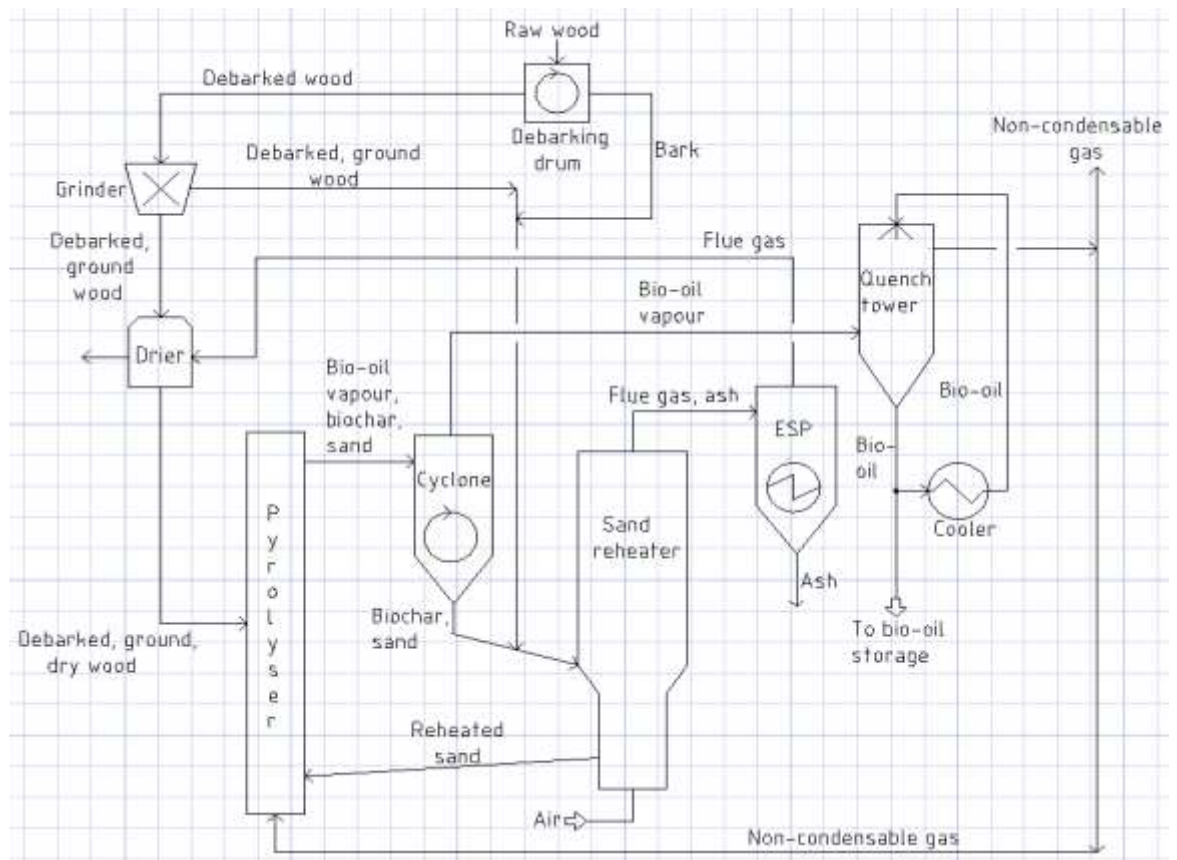 Raw wood
Debarked wood
Debarking
drum
Non-condensable
gas
Debarked, ground
wood
Bark
Grinder
Debarked,
ground
wood
Flue gas
Quench
tower
Bio-oil
vapour
Drier
Bio-oil
vapour,
biochar,
sand
Flue gas, ash
Bio-oil
ESP
Bio-
oil
Cyclone
Pyrolyser
Sand
reheater
Cooler
Ash
Biochar,
sand
To bio-oil
storage
Debarked, ground,
dry wood
Reheated
sand
Air
Non-condensable gas